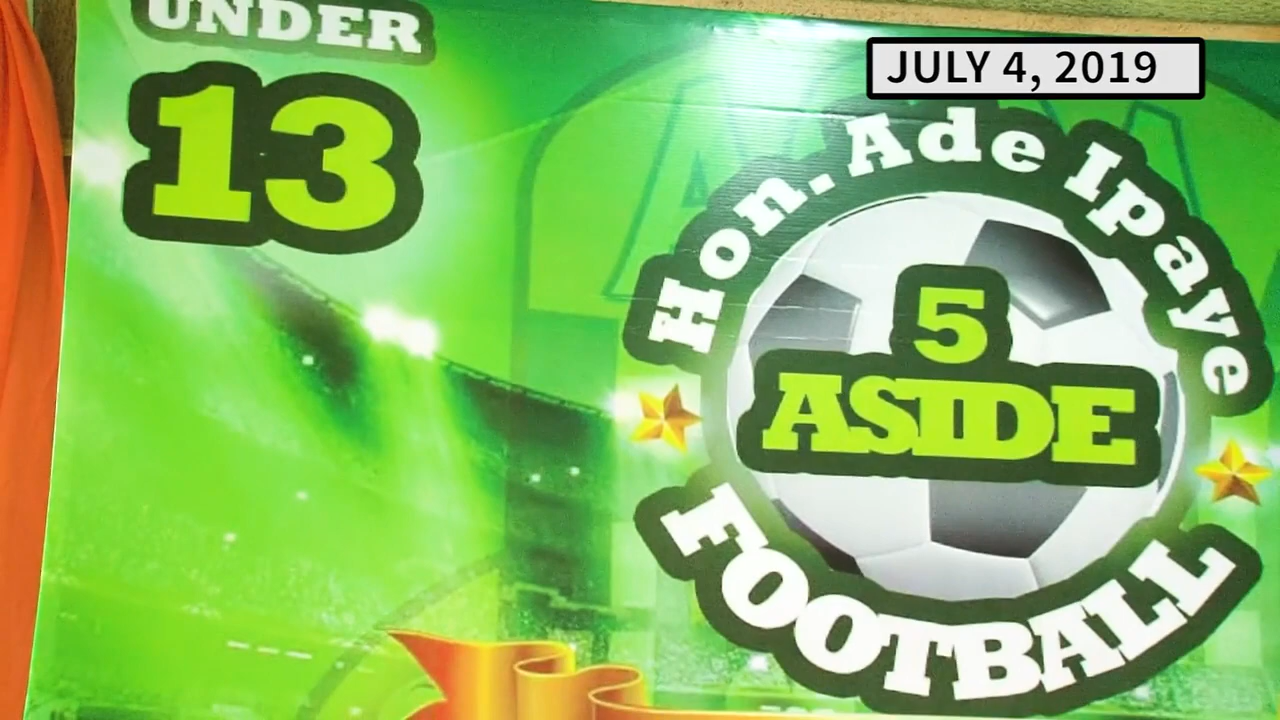 UNDER
13
JULY 4, 2019
Hon. Ade Ipaye
5
ASIDE
FOOTBALL